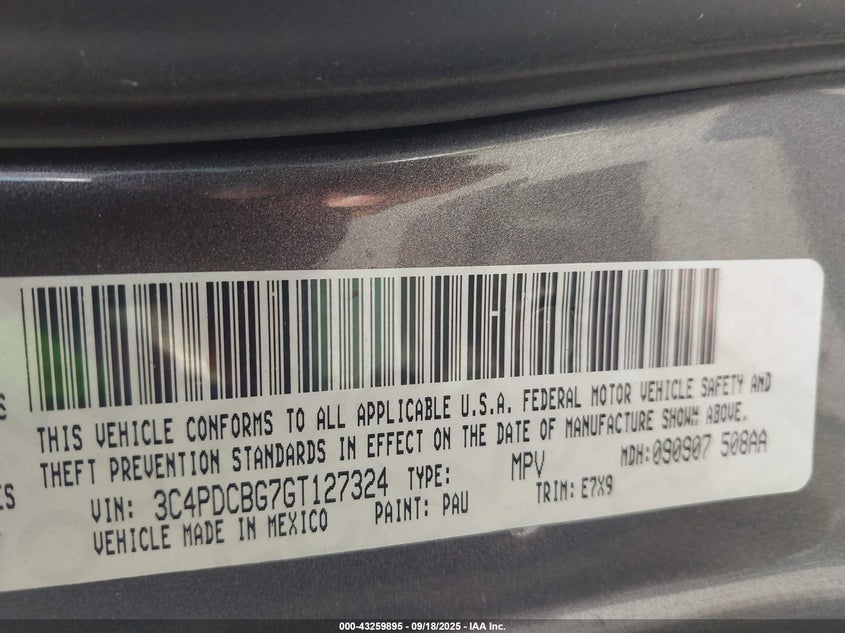 S
THIS VEHICLE CONFORMS TO ALL APPLICABLE U.S.A. FEDERAL MOTOR VEHICLE SAFETY AND
THEFT PREVENTION STANDARDS IN EFFECT ON THE DATE OF MANUFACTURE SHOWN ABOVE.
ES
VIN: 3C4PDCBG7GT127324 TYPE: MPV MDH:090907 508AA
VEHICLE MADE IN MEXICO PAINT: PAU TRIM: E7X9
000-43259895 - 09/18/2025 - IAA Inc.